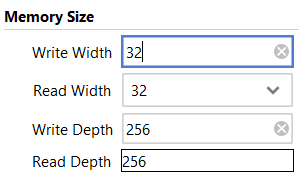 Memory Size
Write Width 32
Read Width 32
Write Depth 256
Read Depth 256